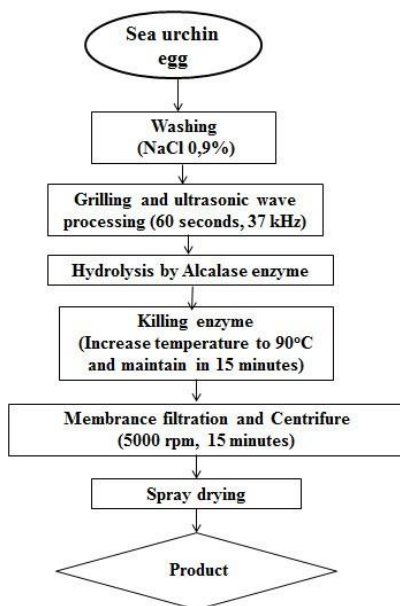 Sea urchin
egg
Washing
(NaCl 0,9%)
Grilling and ultrasonic wave
processing (60 seconds, 37 kHz)
Hydrolysis by Alcalase enzyme
Killing enzyme
(Increase temperature to 90°C
and maintain in 15 minutes)
Membrance filtration and Centrifure
(5000 rpm, 15 minutes)
Spray drying
Product